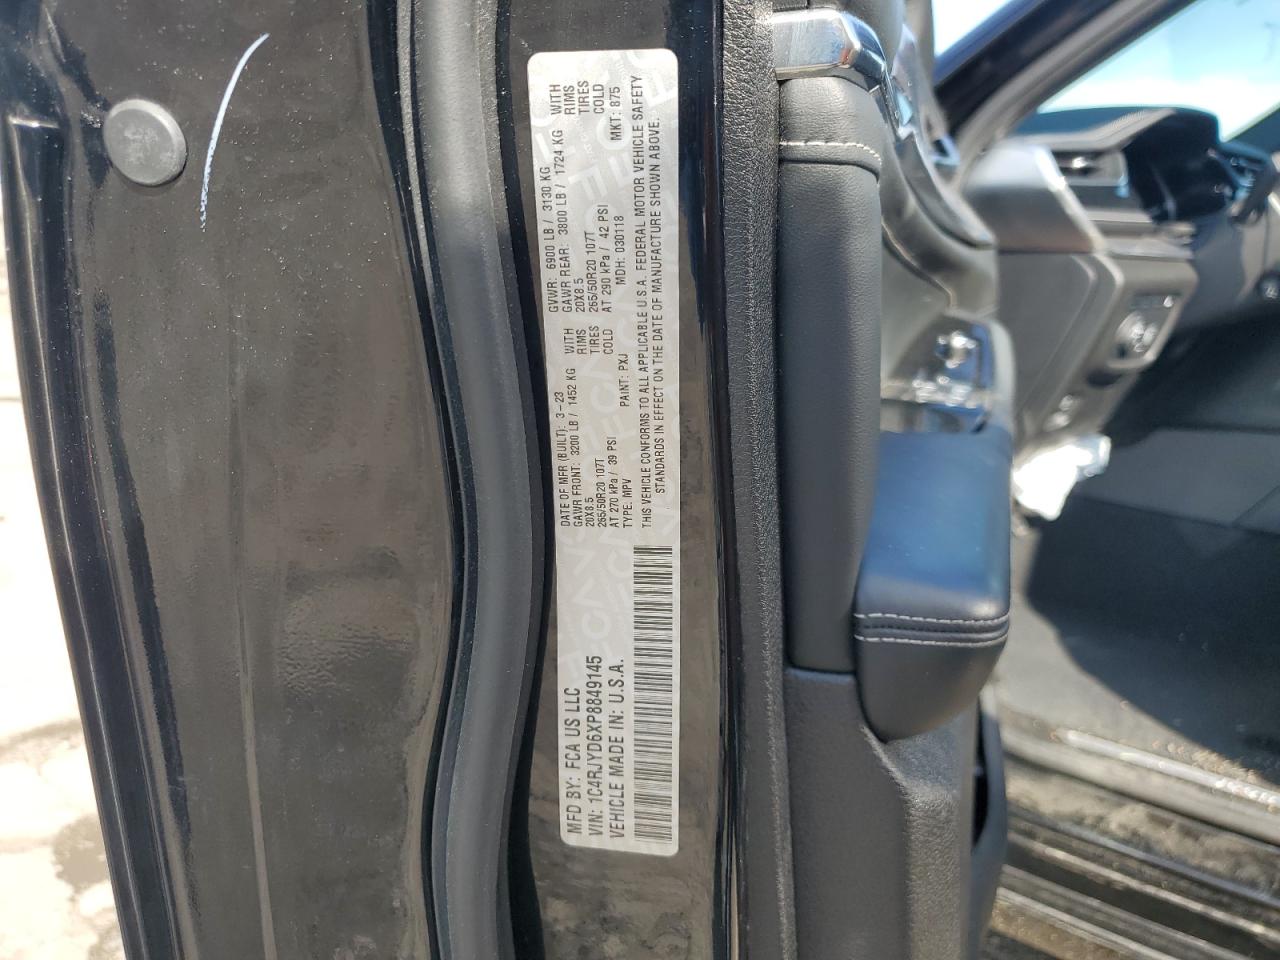 MFD BY: FCA US LLC
VIN: 1C4RJYD6XP8849145
VEHICLE MADE IN: U.S.A.
DATE OF MFR (BUILT): 3-23 GVWR: 6900 LB / 3130 KG
GAWR FRONT: 3200 LB / 1452 KG WITH GAWR REAR: 3800 LB / 1724 KG WITH
20X8.5 RIMS 20X8.5 RIMS
265/50R20 107T TIRES 265/50R20 107T TIRES
AT 270 kPa / 39 PSI COLD AT 290 kPa / 42 PSI COLD
TYPE: MPV PAINT: PXJ MDH: 030118 MKT: 875
THIS VEHICLE CONFORMS TO ALL APPLICABLE U.S.A. FEDERAL MOTOR VEHICLE SAFETY
STANDARDS IN EFFECT ON THE DATE OF MANUFACTURE SHOWN ABOVE.